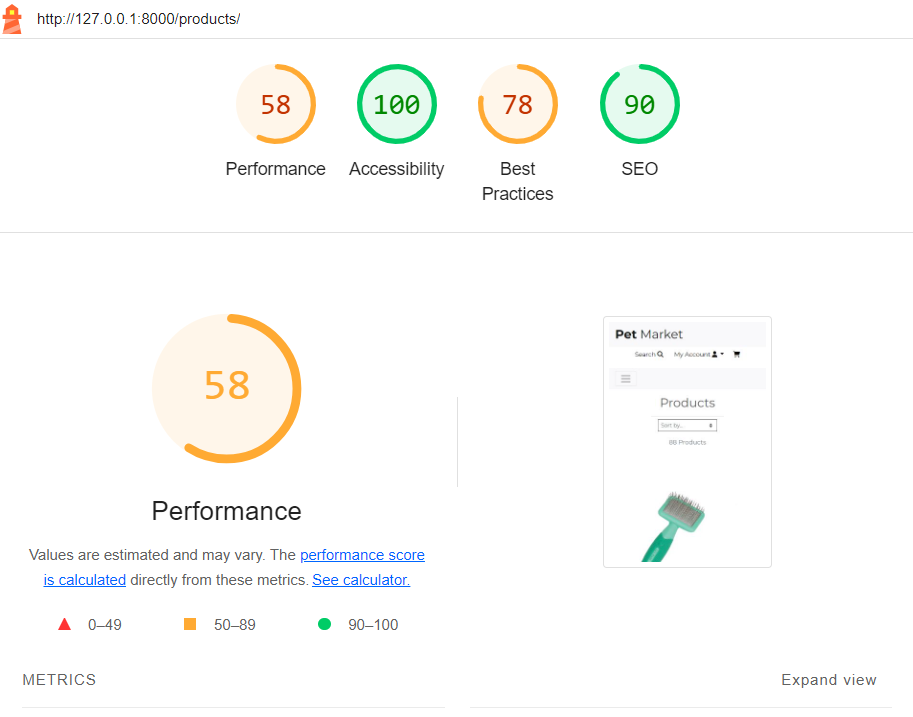 http://127.0.0.1:8000/products/
58
100
78
90
Performance
Accessibility
Best
Practices
SEO
58
Performance
Values are estimated and may vary. The performance score
is calculated directly from these metrics. See calculator.
0–49
50–89
90–100
Pet Market
Search
My Account
Products
Sort by...
88 Products
METRICS
Expand view